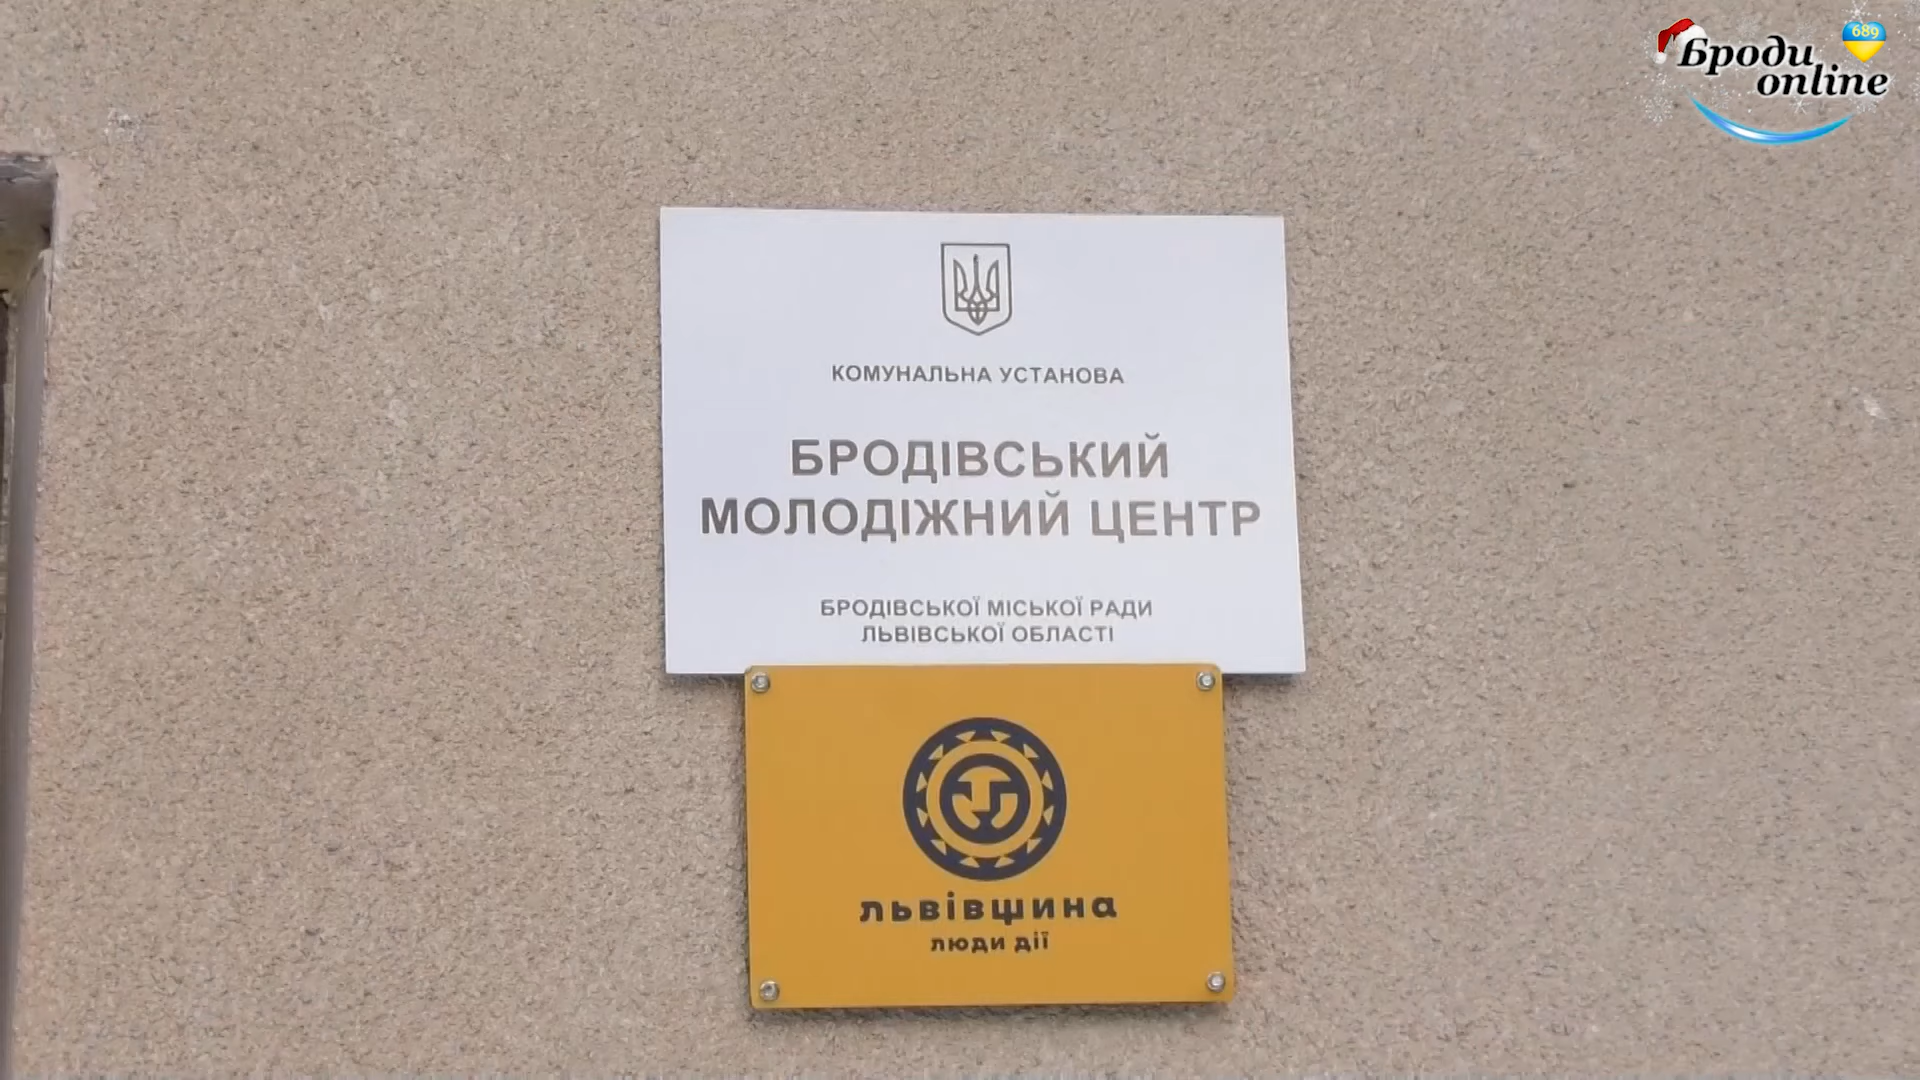 689
Броди
online
КОМУНАЛЬНА УСТАНОВА
БРОДІВСЬКИЙ
МОЛОДІЖНИЙ ЦЕНТР
БРОДІВСЬКОЇ МІСЬКОЇ РАДИ
ЛЬВІВСЬКОЇ ОБЛАСТІ
львівщина
люди дії